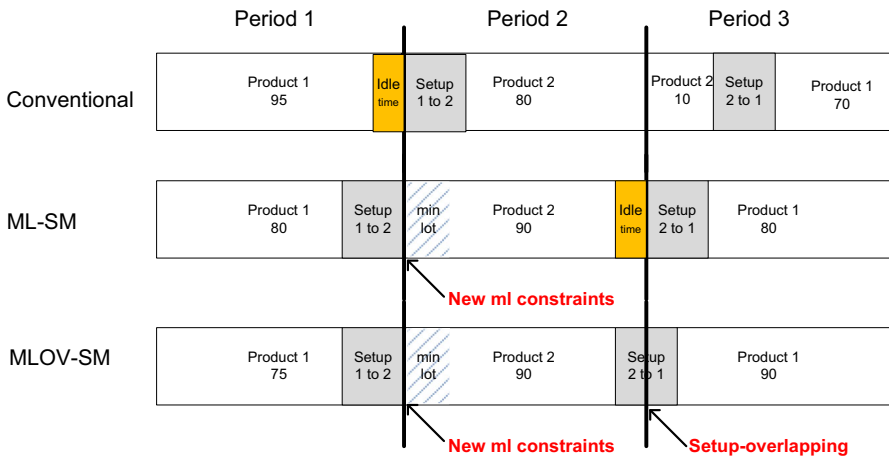 Period 1
Period 2
Period 3
Conventional
Product 1
95
Idle
time
Setup
1 to 2
Product 2
80
Product 2
10
Setup
2 to 1
Product 1
70
ML-SM
Product 1
80
Setup
1 to 2
min
lot
Product 2
90
Idle
time
Setup
2 to 1
Product 1
80
New ml constraints
MLOV-SM
Product 1
75
Setup
1 to 2
min
lot
Product 2
90
Setup
2 to 1
Product 1
90
New ml constraints
Setup-overlapping